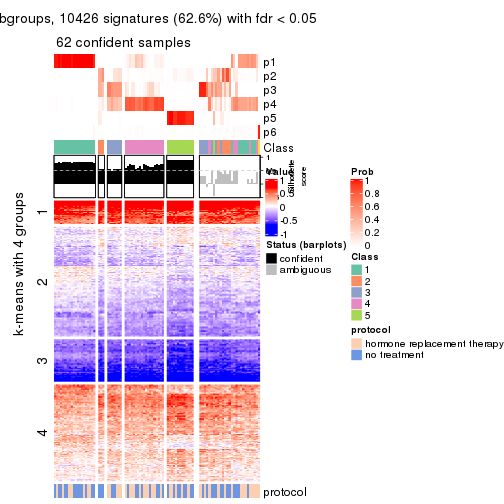 bgroups, 10426 signatures (62.6%) with fdr < 0.05
62 confident samples
p1
p2
p3
p4
p5
p6
Class
1
Silhouette
score
k-means with 4 groups
1
2
3
4
protocol
Value
1
0.5
0
-0.5
-1
Status (barplots)
confident
ambiguous
Prob
1
0.8
0.6
0.4
0.2
0
Class
1
2
3
4
5
protocol
hormone replacement therapy
no treatment